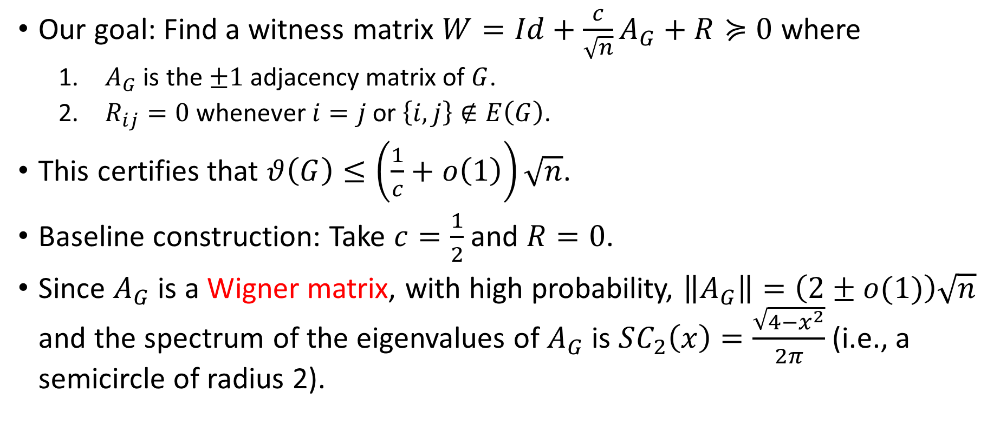 • Our goal: Find a witness matrix $W = Id + \frac{c}{\sqrt{n}} A_G + R \succcurlyeq 0$ where
1. $A_G$ is the $\pm 1$ adjacency matrix of $G$.
2. $R_{ij} = 0$ whenever $i = j$ or $\{i, j\} \notin E(G)$.
• This certifies that $\vartheta(G) \leq \left(\frac{1}{c} + o(1)\right)\sqrt{n}$.
• Baseline construction: Take $c = \frac{1}{2}$ and $R = 0$.
• Since $A_G$ is a Wigner matrix, with high probability, $\|A_G\| = (2 \pm o(1))\sqrt{n}$
and the spectrum of the eigenvalues of $A_G$ is $SC_2(x) = \frac{\sqrt{4-x^2}}{2\pi}$ (i.e., a
semicircle of radius 2).